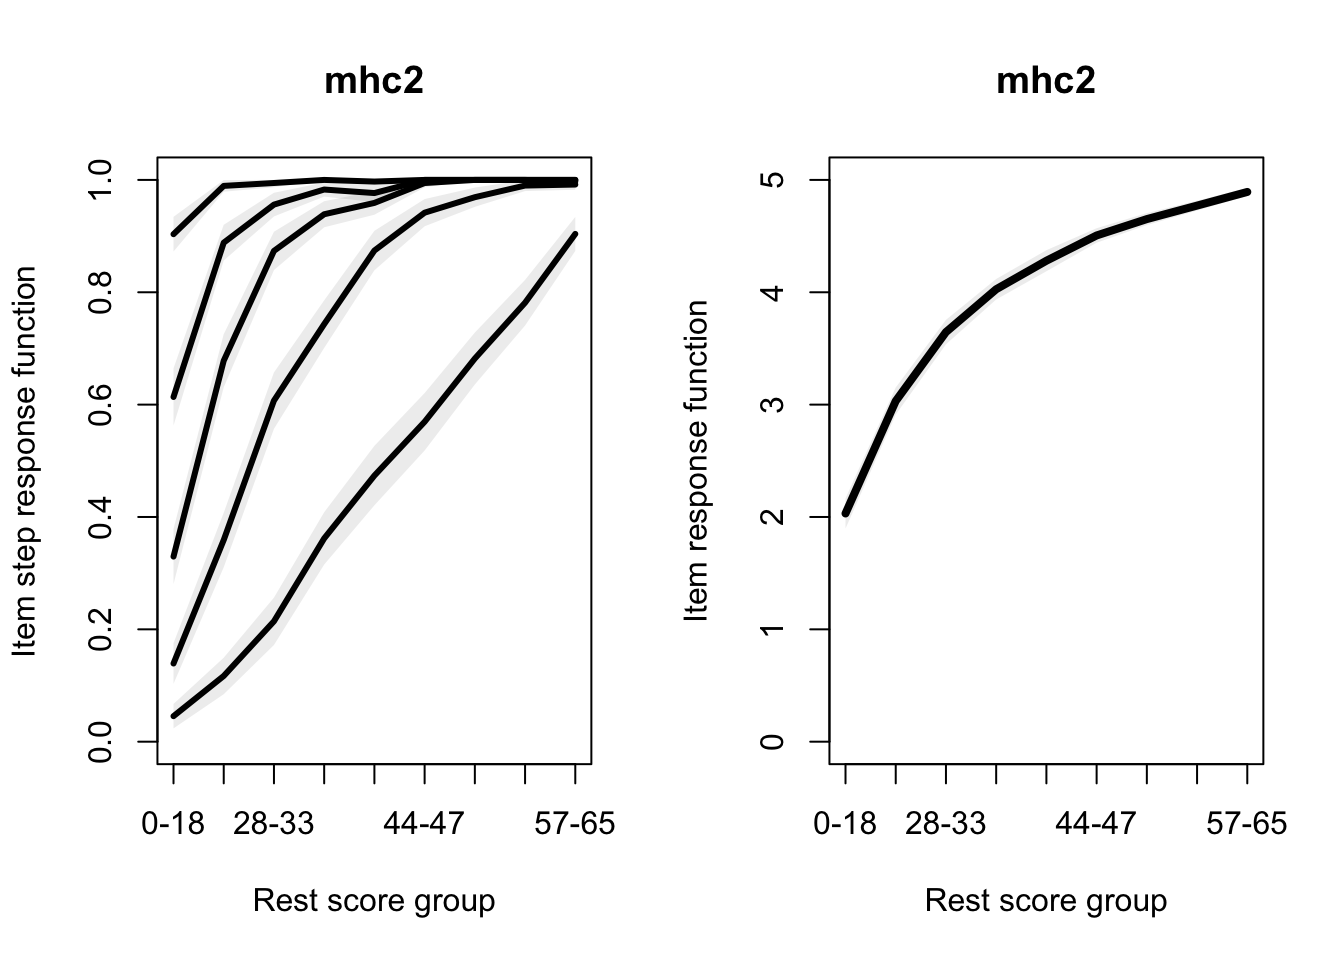 mhc2
Item step response function
1.0
0.8
0.6
0.4
0.2
0.0
0-18 28-33 44-47 57-65
Rest score group
mhc2
Item response function
5
4
3
2
1
0
0-18 28-33 44-47 57-65
Rest score group